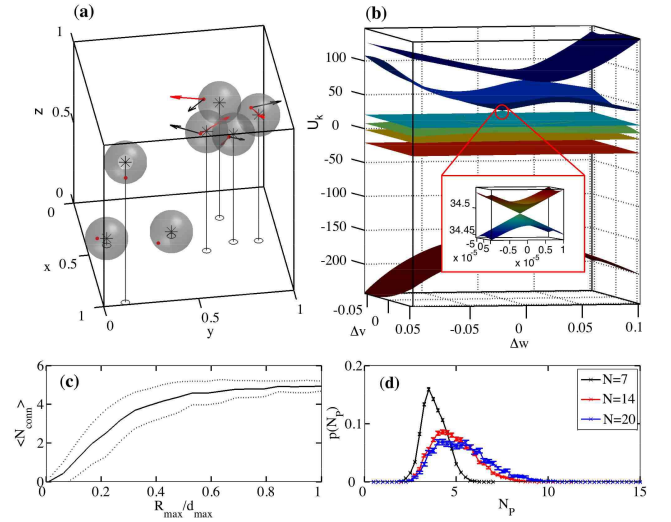 (a)
1
0.5
0
z
0
0.5
1
x
0
0.5
1
y
(b)
100
50
0
-50
-100
-150
-200
U_k
34.5
34.45
-5 0 5
x 10^-5
-1 0 1
x 10^-5
-0.05
0
0.05
Δv
-0.05
0
0.05
0.1
Δw
(c)
6
4
2
0
<N_conn>
0 0.2 0.4 0.6 0.8 1
R_max/d_max
(d)
0.2
0.1
0
p(N_P)
0 5 10 15
N_P
N=7
N=14
N=20